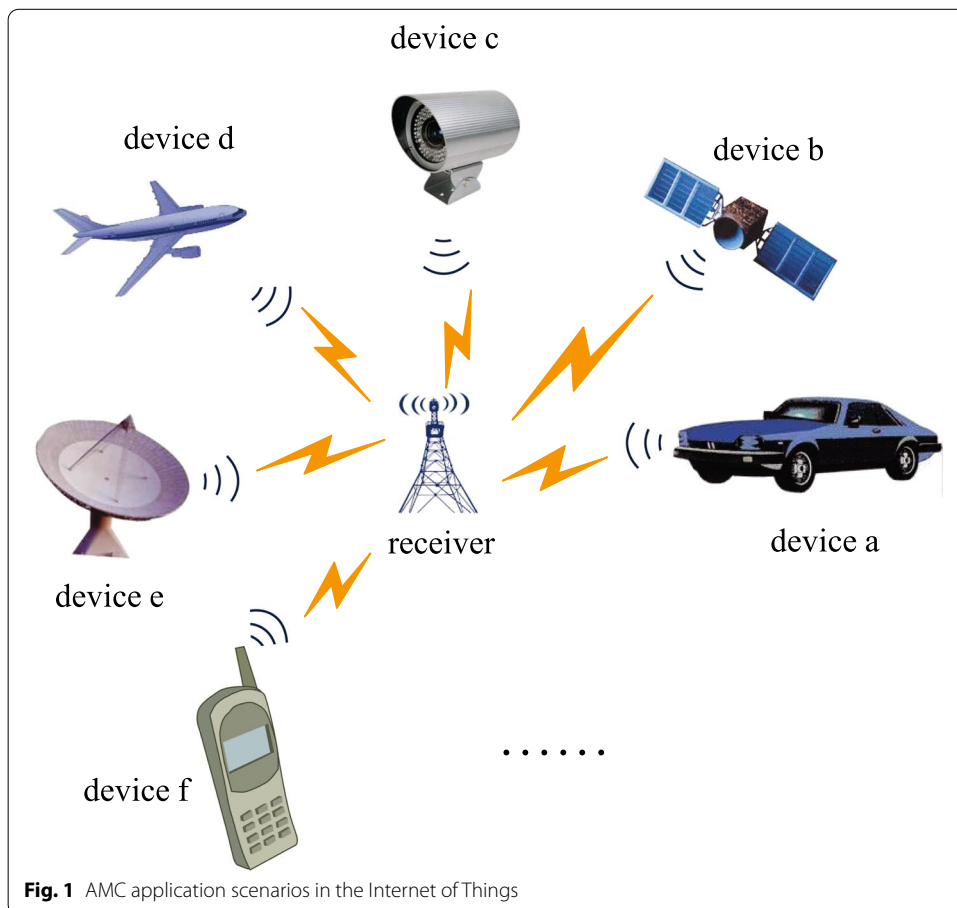 device c
device d
device b
receiver
device a
device e
device f
......
Fig. 1 AMC application scenarios in the Internet of Things